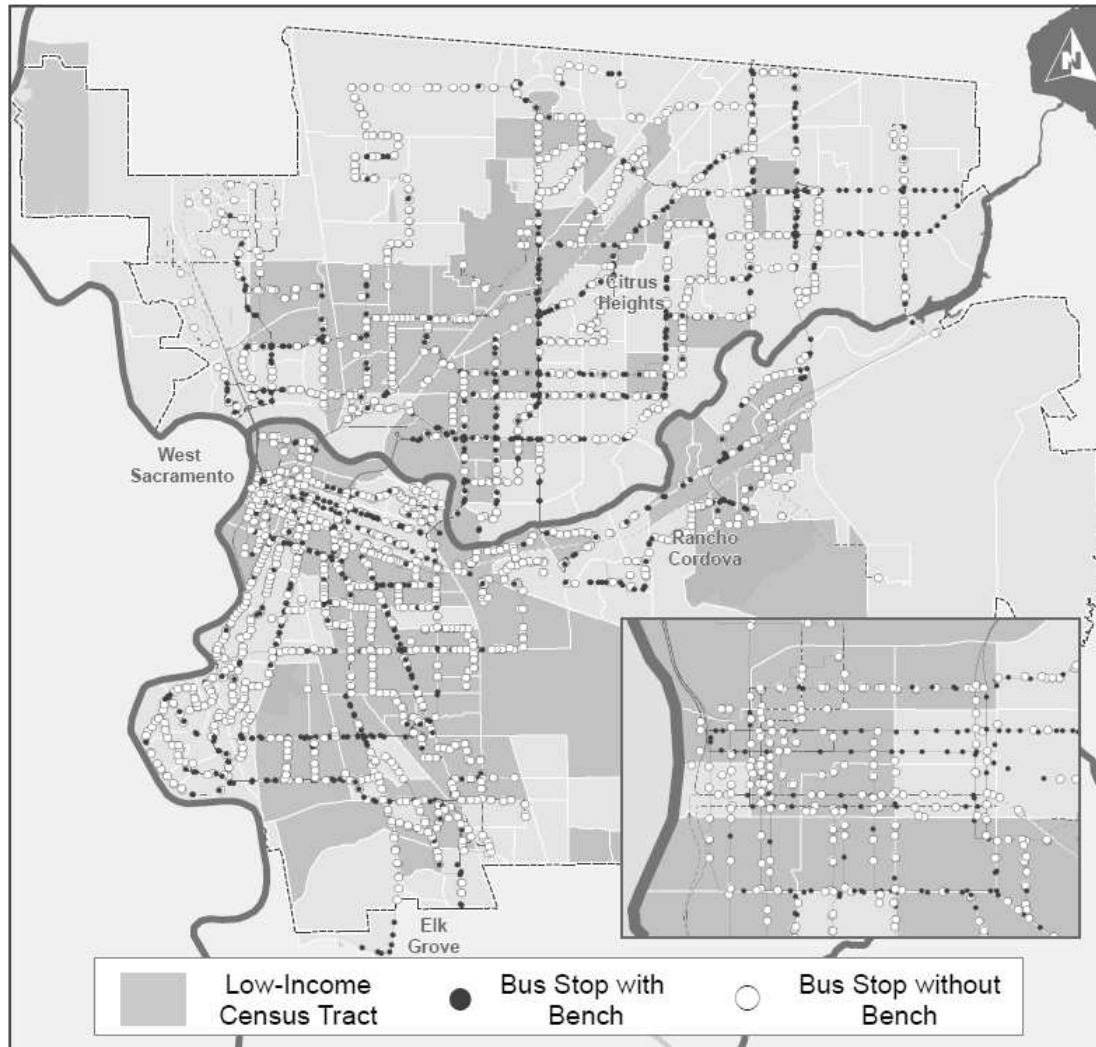 N
Citrus
Heights
West
Sacramento
Rancho
Cordova
Elk
Grove
Low-Income
Census Tract
Bus Stop with
Bench
Bus Stop without
Bench